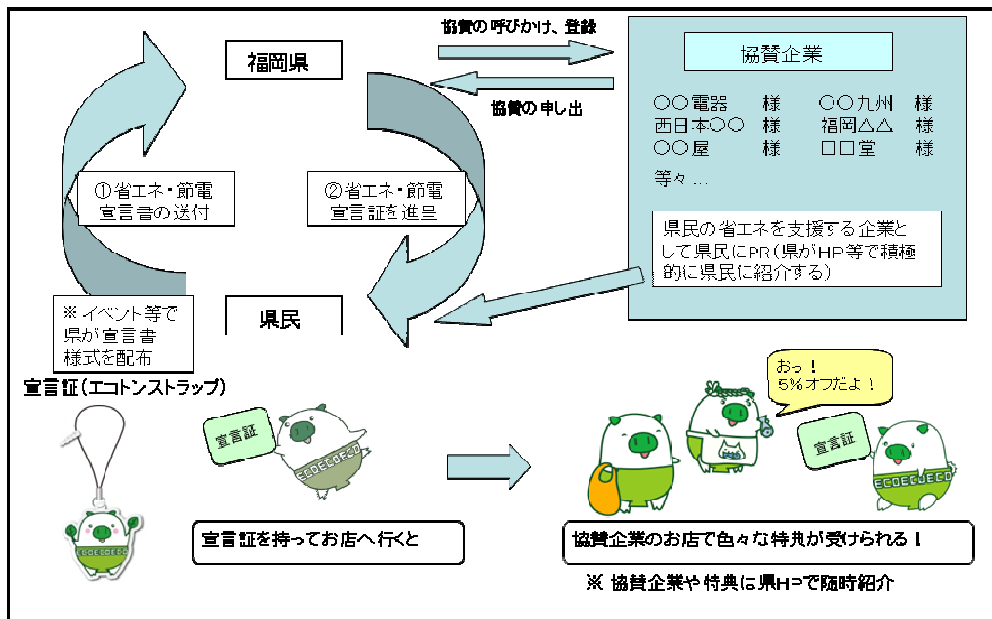 協賛の呼びかけ、登録
福岡県
協賛の申し出
協賛企業
○○電器 様 ○○九州 様
西日本○○ 様 福岡△△ 様
○○屋 様 □□堂 様
等々…
①省エネ・節電
宣言書の送付
②省エネ・節電
宣言証を進呈
県民の省エネを支援する企業と
して県民にPR(県がHP等で積極
的に県民に紹介する)
県民
※イベント等で
県が宣言書
様式を配布
宣言証(エコトンストラップ)
おっ!
5%オフだよ!
宣言証
宣言証
ECOECOECO
ECOECOECO
ECOECOECO
宣言証を持ってお店へ行くと
協賛企業のお店で色々な特典が受けられる!
※ 協賛企業や特典は県HPで随時紹介